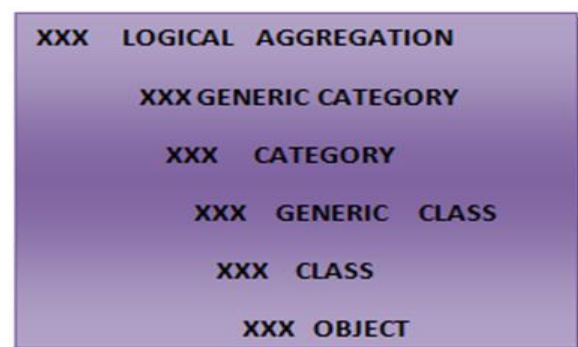 XXX LOGICAL AGGREGATION
XXX GENERIC CATEGORY
XXX CATEGORY
XXX GENERIC CLASS
XXX CLASS
XXX OBJECT